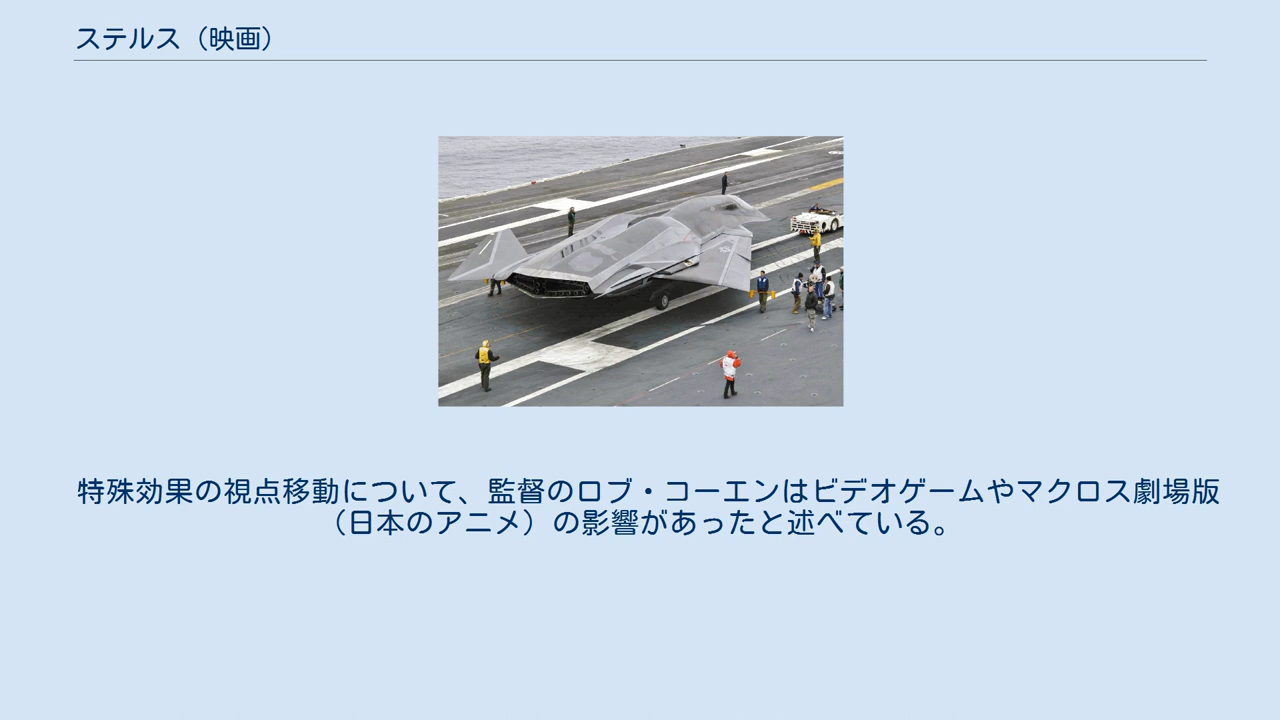 ステルス（映画）
特殊効果の視点移動について、監督のロブ・コーエンはビデオゲームやマクロス劇場版
（日本のアニメ）の影響があったと述べている。